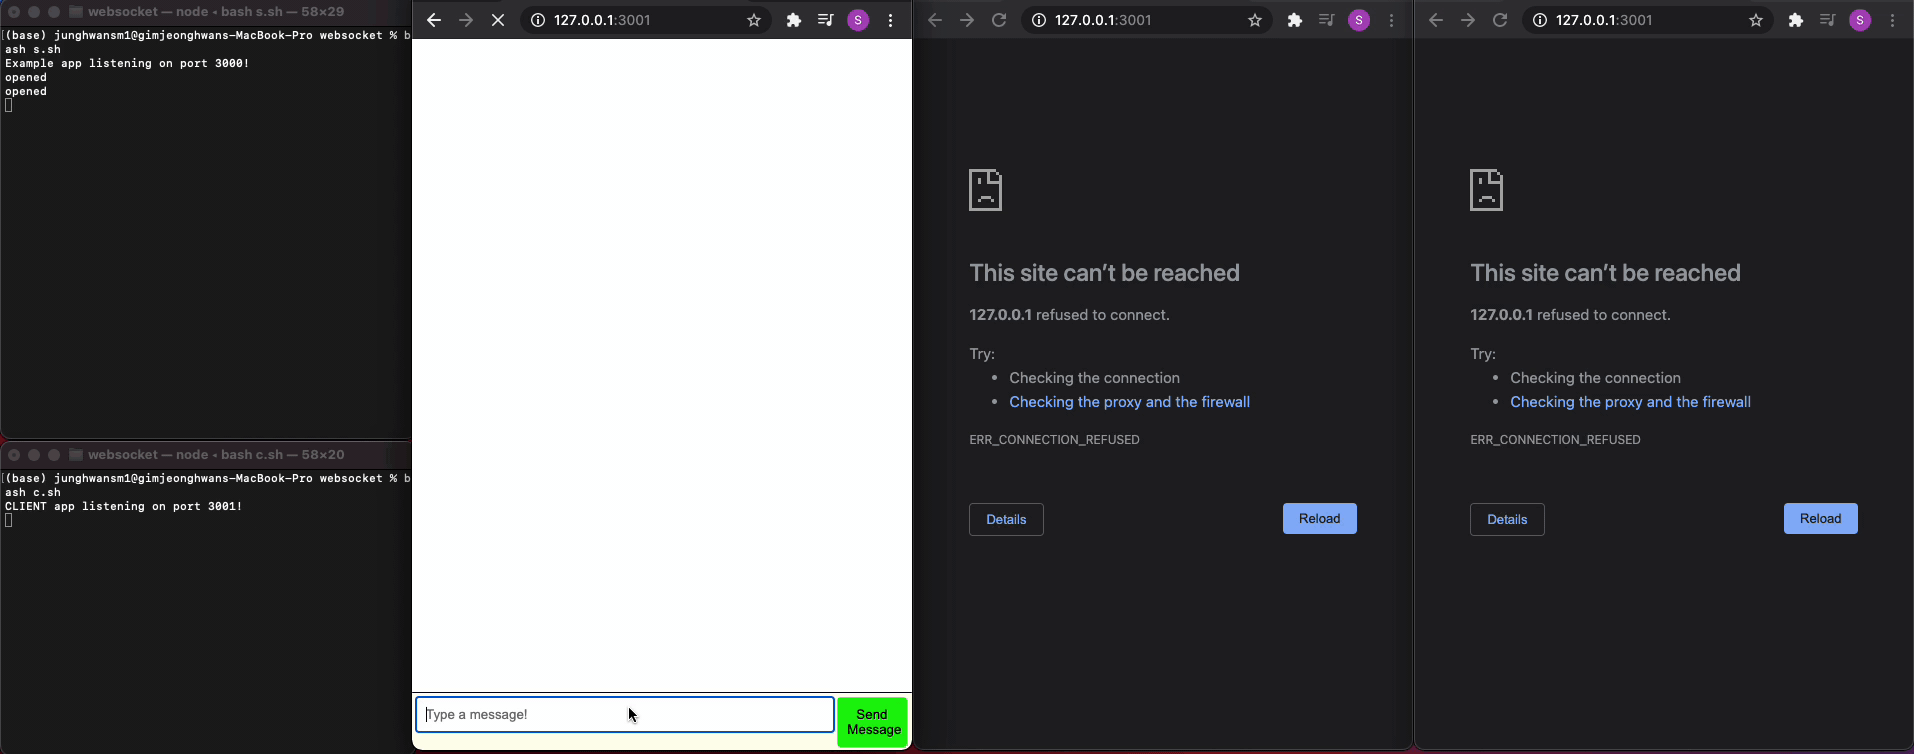 websocket — node ◂ bash s.sh — 58×29
(base) junghwansm1@gimjeonghwans-MacBook-Pro websocket % b
ash s.sh
Example app listening on port 3000!
opened
opened
websocket — node ◂ bash c.sh — 58×20
(base) junghwansm1@gimjeonghwans-MacBook-Pro websocket % b
ash c.sh
CLIENT app listening on port 3001!
127.0.0.1:3001
S
Type a message!
Send
Message
127.0.0.1:3001
S
This site can’t be reached
127.0.0.1 refused to connect.
Try:
• Checking the connection
• Checking the proxy and the firewall
ERR_CONNECTION_REFUSED
Details
Reload
127.0.0.1:3001
S
This site can’t be reached
127.0.0.1 refused to connect.
Try:
• Checking the connection
• Checking the proxy and the firewall
ERR_CONNECTION_REFUSED
Details
Reload